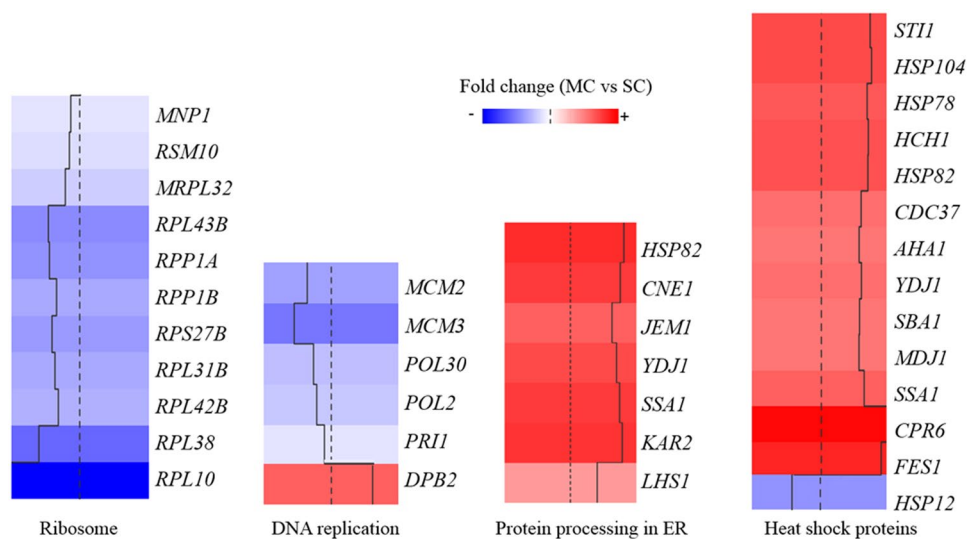 Fold change (MC vs SC)
- +
MNP1
RSM10
MRPL32
RPL43B
RPP1A
RPP1B
RPS27B
RPL31B
RPL42B
RPL38
RPL10
Ribosome
MCM2
MCM3
POL30
POL2
PRI1
DPB2
DNA replication
HSP82
CNE1
JEM1
YDJ1
SSA1
KAR2
LHS1
Protein processing in ER
STI1
HSP104
HSP78
HCH1
HSP82
CDC37
AHA1
YDJ1
SBA1
MDJ1
SSA1
CPR6
FES1
HSP12
Heat shock proteins